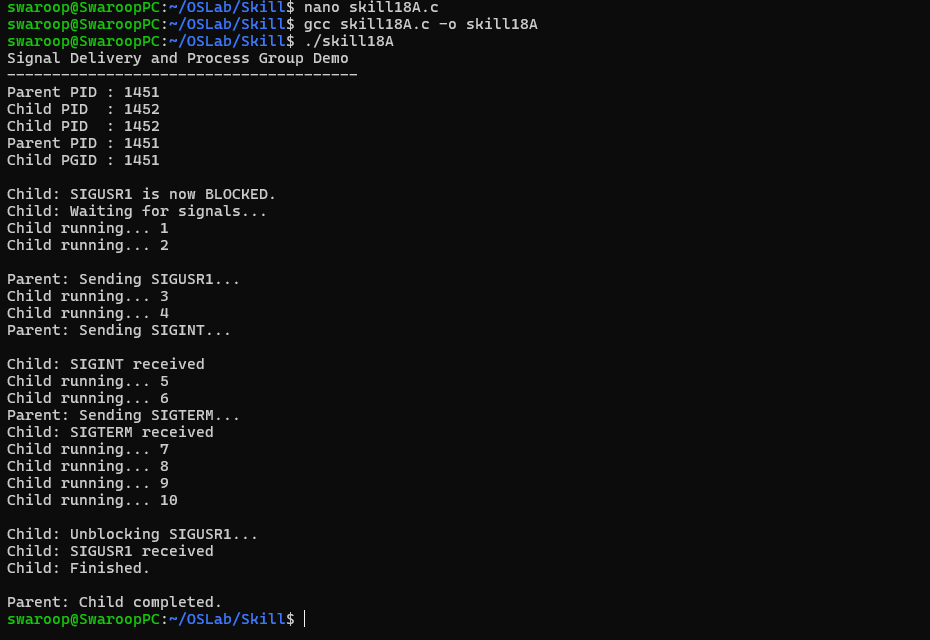 swaroop@SwaroopPC:~/OSLab/Skill$ nano skill18A.c
swaroop@SwaroopPC:~/OSLab/Skill$ gcc skill18A.c -o skill18A
swaroop@SwaroopPC:~/OSLab/Skill$ ./skill18A
Signal Delivery and Process Group Demo
---------------------------------------
Parent PID : 1451
Child PID  : 1452
Child PID  : 1452
Parent PID : 1451
Child PGID : 1451

Child: SIGUSR1 is now BLOCKED.
Child: Waiting for signals...
Child running... 1
Child running... 2

Parent: Sending SIGUSR1...
Child running... 3
Child running... 4
Parent: Sending SIGINT...

Child: SIGINT received
Child running... 5
Child running... 6
Parent: Sending SIGTERM...
Child: SIGTERM received
Child running... 7
Child running... 8
Child running... 9
Child running... 10

Child: Unblocking SIGUSR1...
Child: SIGUSR1 received
Child: Finished.

Parent: Child completed.
swaroop@SwaroopPC:~/OSLab/Skill$